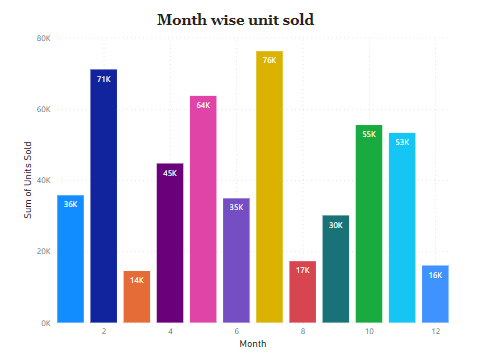 Month wise unit sold
80K
60K
40K
20K
0K
Sum of Units Sold
36K
71K
14K
45K
64K
35K
76K
17K
30K
55K
53K
16K
2
4
6
8
10
12
Month